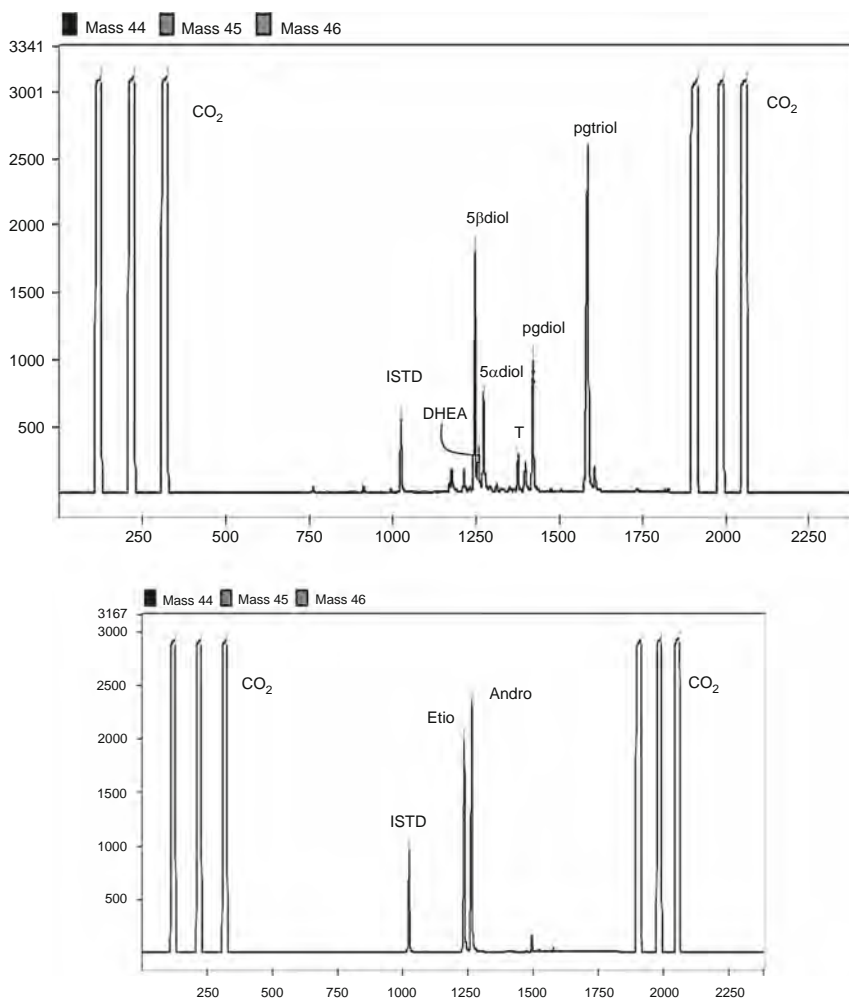 Mass 44 Mass 45 Mass 46
3341
3001
2500
2000
1500
1000
500
CO2
CO2
pgtriol
5βdiol
pgdiol
5αdiol
ISTD
DHEA
T
250 500 750 1000 1250 1500 1750 2000 2250
Mass 44 Mass 45 Mass 46
3167
3000
2500
2000
1500
1000
500
CO2
CO2
Andro
Etio
ISTD
250 500 750 1000 1250 1500 1750 2000 2250